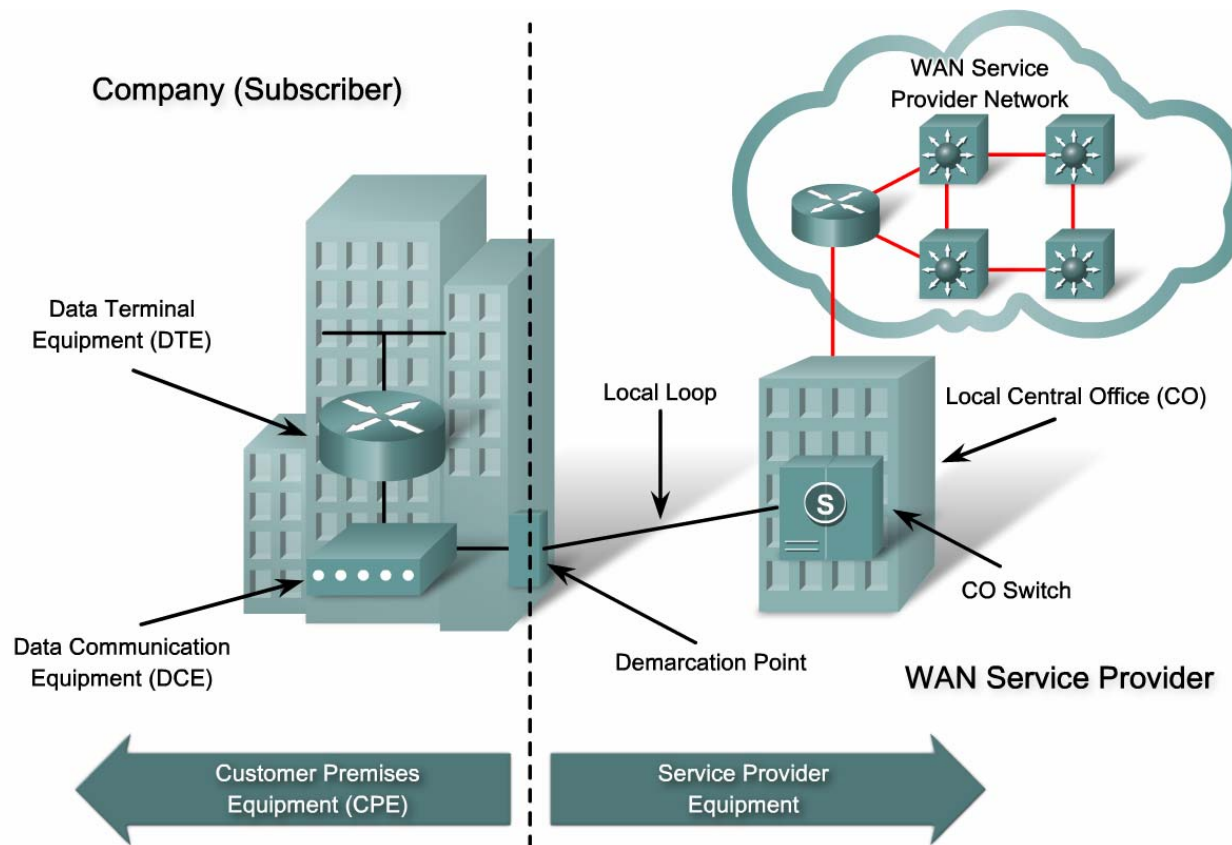 Company (Subscriber)
WAN Service
Provider Network
Data Terminal
Equipment (DTE)
Local Loop
Local Central Office (CO)
S
CO Switch
Data Communication
Equipment (DCE)
Demarcation Point
WAN Service Provider
Customer Premises
Equipment (CPE)
Service Provider
Equipment